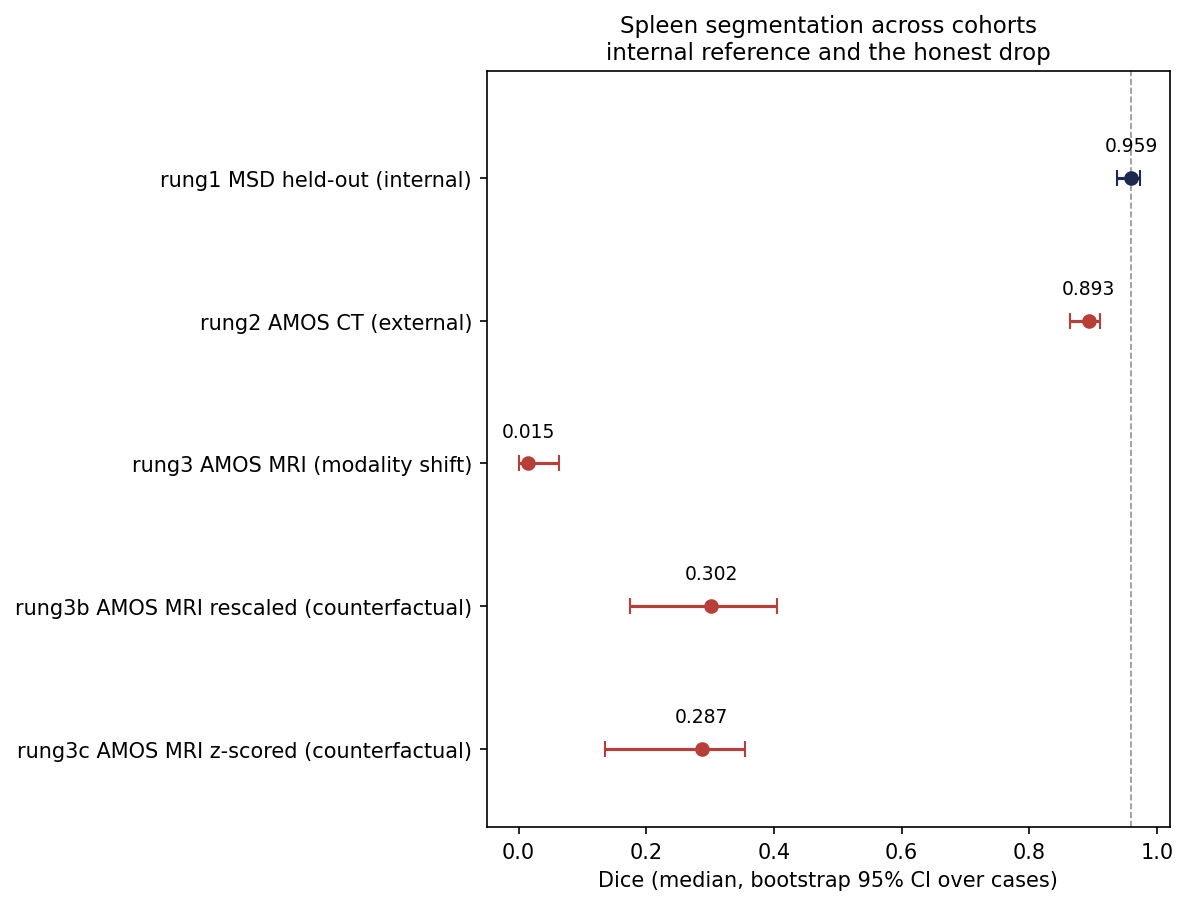 Spleen segmentation across cohorts
internal reference and the honest drop
0.959
rung1 MSD held-out (internal)
0.893
rung2 AMOS CT (external)
0.015
rung3 AMOS MRI (modality shift)
0.302
rung3b AMOS MRI rescaled (counterfactual)
0.287
rung3c AMOS MRI z-scored (counterfactual)
0.0 0.2 0.4 0.6 0.8 1.0
Dice (median, bootstrap 95% CI over cases)